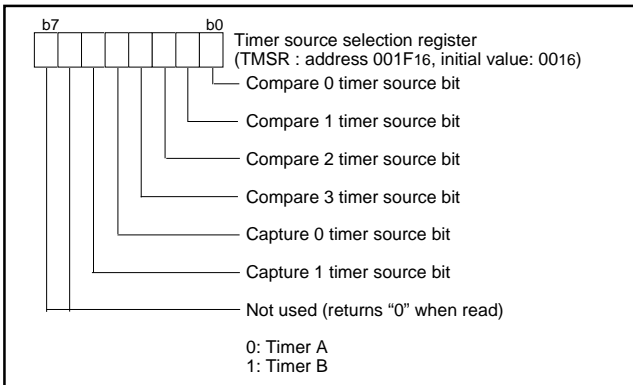 b7 b0
Timer source selection register
(TMSR : address 001F16, initial value: 0016)
Compare 0 timer source bit
Compare 1 timer source bit
Compare 2 timer source bit
Compare 3 timer source bit
Capture 0 timer source bit
Capture 1 timer source bit
Not used (returns “0” when read)
0: Timer A
1: Timer B